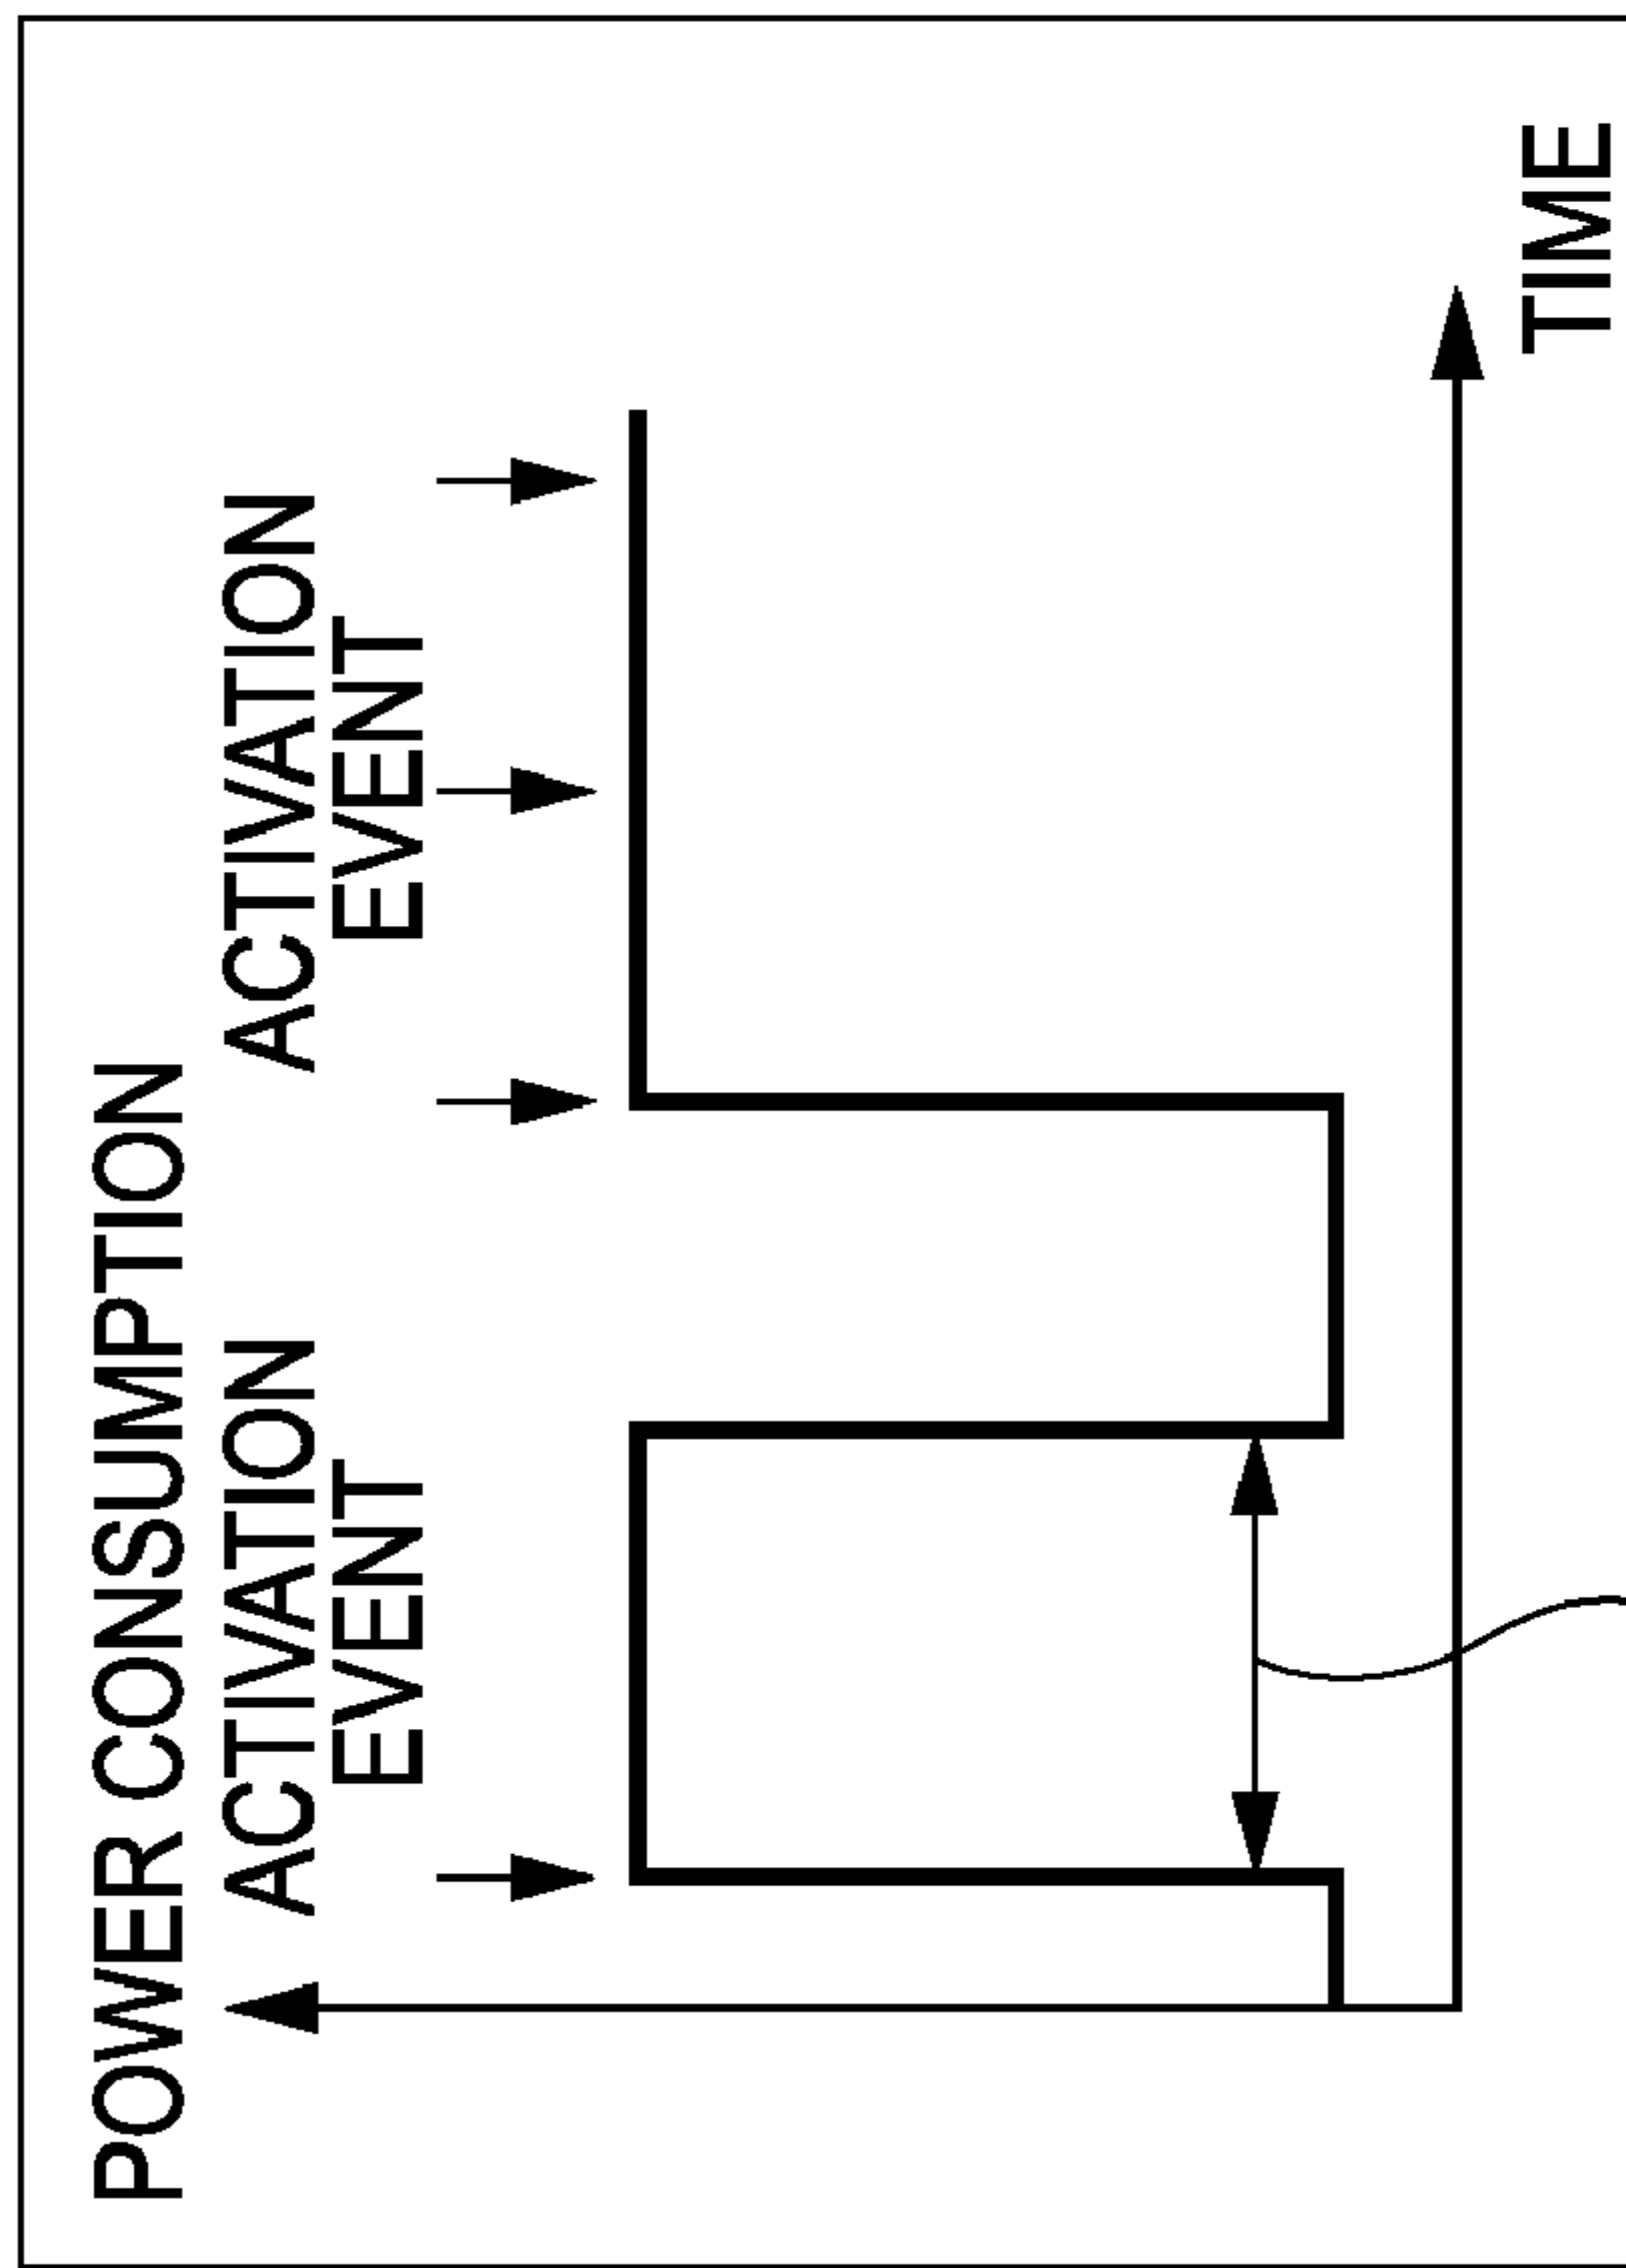 POWER CONSUMPTION
ACTIVATION
EVENT
ACTIVATION
EVENT
TIME